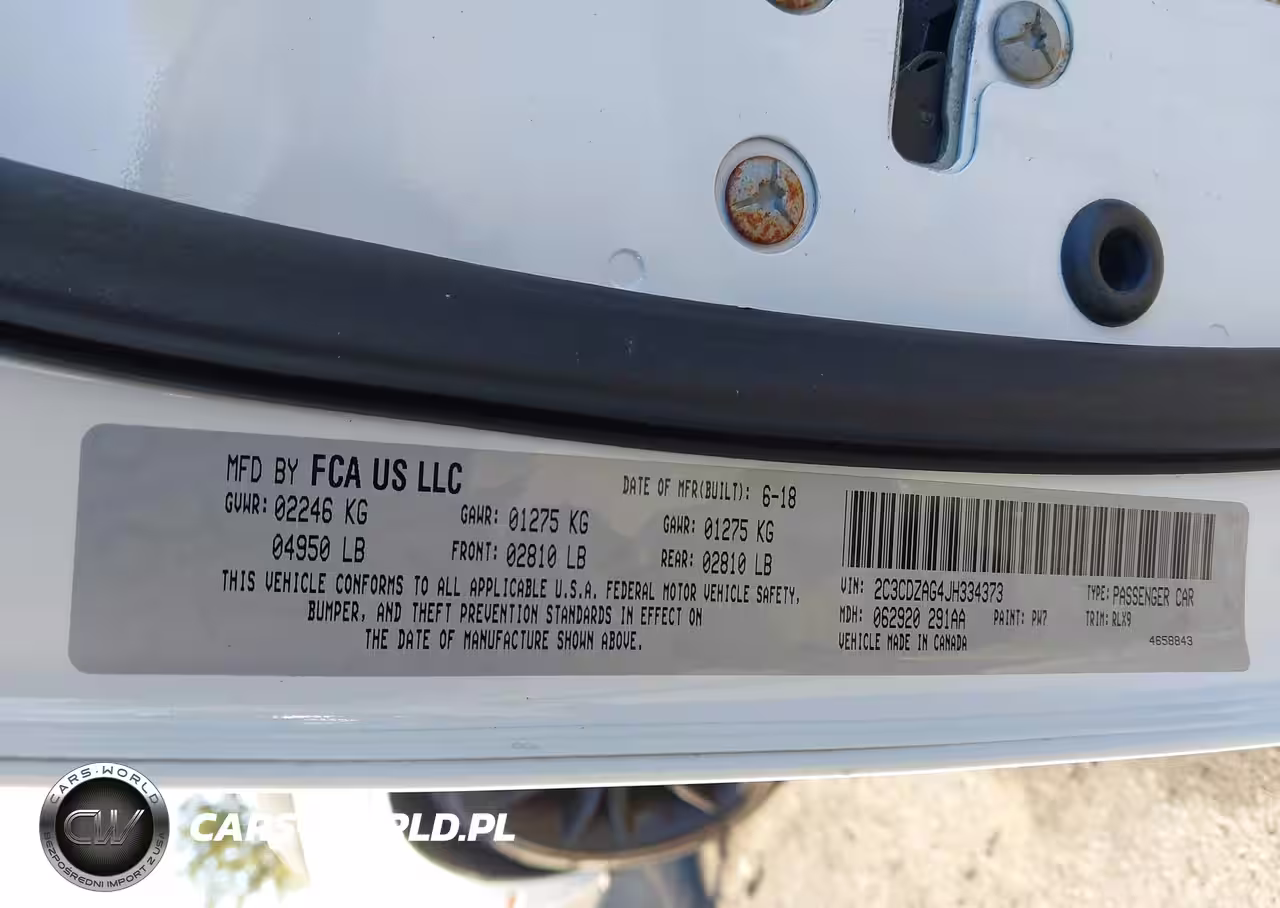 MFD BY FCA US LLC
DATE OF MFR(BUILT): 6-18
GVWR: 02246 KG GAWR: 01275 KG GAWR: 01275 KG
04950 LB FRONT: 02810 LB REAR: 02810 LB
THIS VEHICLE CONFORMS TO ALL APPLICABLE U.S.A. FEDERAL MOTOR VEHICLE SAFETY,
BUMPER, AND THEFT PREVENTION STANDARDS IN EFFECT ON
THE DATE OF MANUFACTURE SHOWN ABOVE.
VIN: 2C3CDZAG4JH334373 TYPE: PASSENGER CAR
MDH: 062920 291AA PAINT: PW7 TRIM: RLX9
VEHICLE MADE IN CANADA 4658843
CARS-WORLD
CW
BEZPOŚREDNI IMPORT Z USA
CARS-WORLD.PL